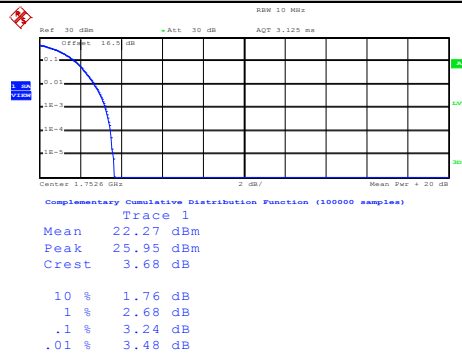 RBW 10 MHz
Ref 30 dBm Att 30 dB AQT 3.125 ms
Offset 16.5 dB
0.1
0.01
1E-3
1E-4
1E-5
1 SA
VIEW
A
LV
3D
Center 1.7526 GHz 2 dB/ Mean Pwr + 20 dB
Complementary Cumulative Distribution Function (100000 samples)
Trace 1
Mean 22.27 dBm
Peak 25.95 dBm
Crest 3.68 dB
10 % 1.76 dB
1 % 2.68 dB
.1 % 3.24 dB
.01 % 3.48 dB